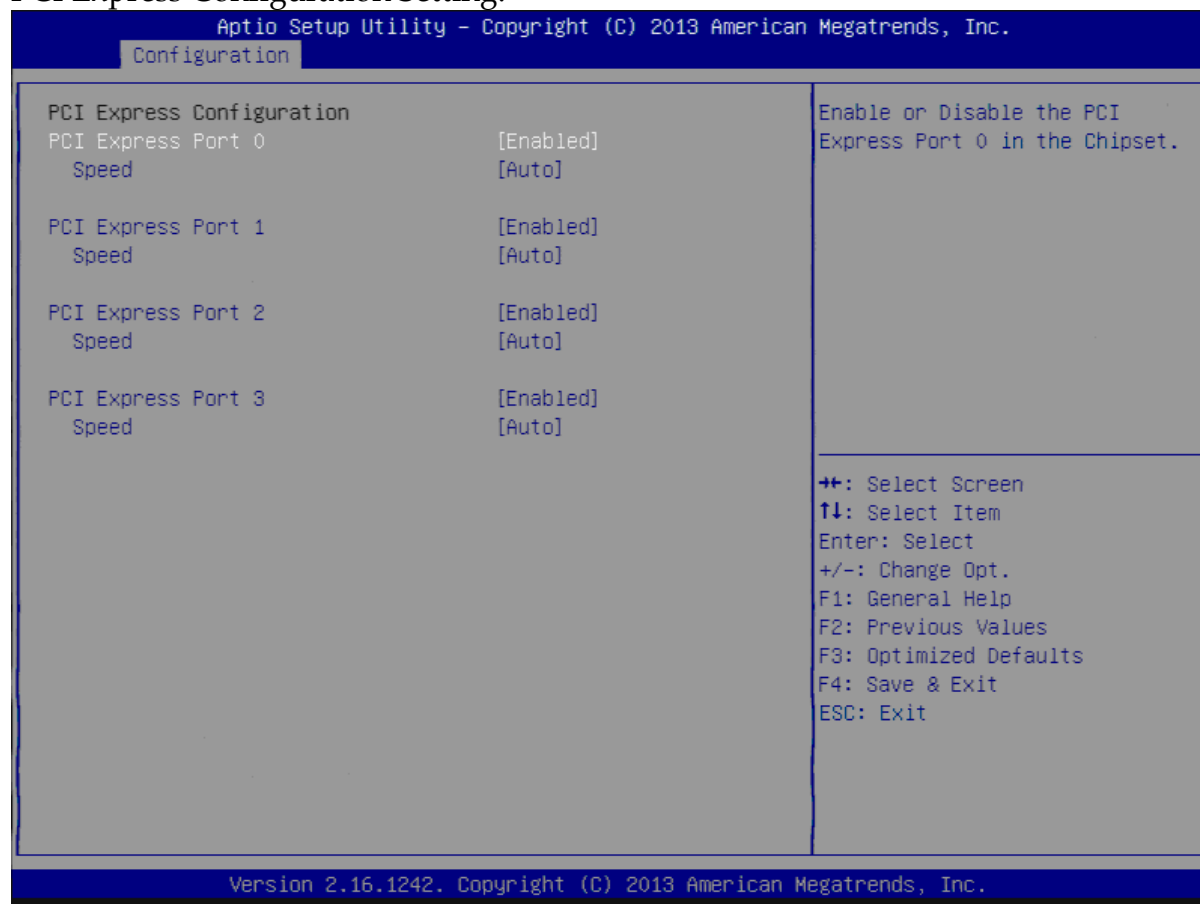 PCI Express Configuration Setting.
Aptio Setup Utility – Copyright (C) 2013 American Megatrends, Inc.
Configuration
PCI Express Configuration
PCI Express Port 0 [Enabled]
Speed [Auto]
PCI Express Port 1 [Enabled]
Speed [Auto]
PCI Express Port 2 [Enabled]
Speed [Auto]
PCI Express Port 3 [Enabled]
Speed [Auto]
Enable or Disable the PCI
Express Port 0 in the Chipset.
→←: Select Screen
↑↓: Select Item
Enter: Select
+/-: Change Opt.
F1: General Help
F2: Previous Values
F3: Optimized Defaults
F4: Save & Exit
ESC: Exit
Version 2.16.1242. Copyright (C) 2013 American Megatrends, Inc.